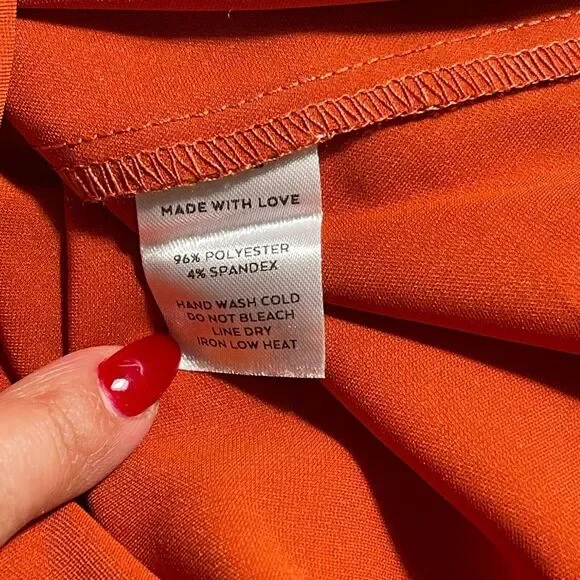 MADE WITH LOVE
96% POLYESTER
4% SPANDEX
HAND WASH COLD
DO NOT BLEACH
LINE DRY
IRON LOW HEAT